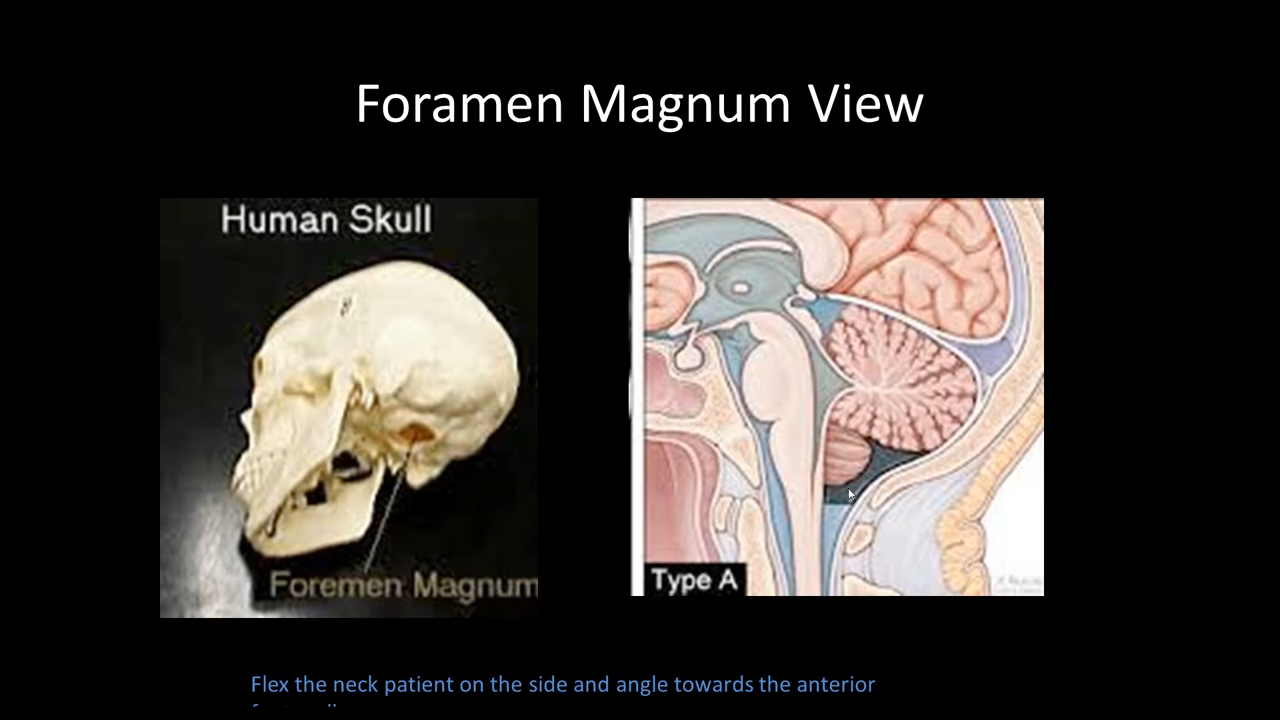 Foramen Magnum View
Human Skull
Foremen Magnum
Type A
Flex the neck patient on the side and angle towards the anterior